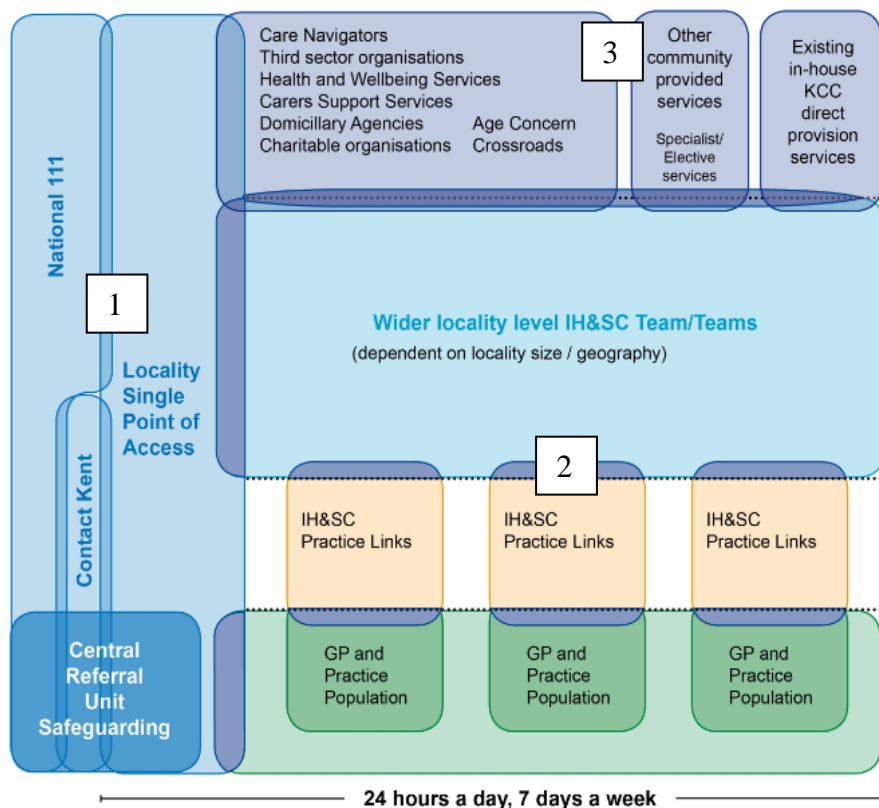 Care Navigators
Third sector organisations
Health and Wellbeing Services
Carers Support Services
Domicillary Agencies
Age Concern
Charitable organisations
Crossroads
3
Other
community
provided
services
Specialist/
Elective
services
Existing
in-house
KCC
direct
provision
services
National 111
1
Locality
Single
Point of
Access
Contact Kent
Central
Referral
Unit
Safeguarding
Wider locality level IH&SC Team/Teams
(dependent on locality size / geography)
2
IH&SC
Practice Links
IH&SC
Practice Links
IH&SC
Practice Links
GP and
Practice
Population
GP and
Practice
Population
GP and
Practice
Population
24 hours a day, 7 days a week